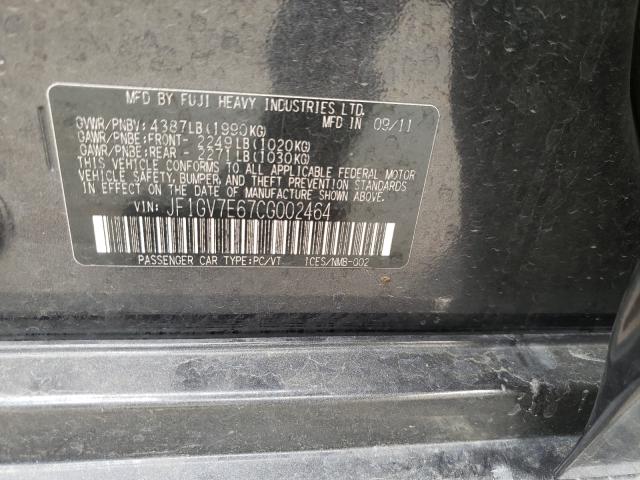 MFD BY FUJI HEAVY INDUSTRIES LTD.
GVWR/PNBV: 4387LB(1990KG) MFD IN 09/11
GAWR/PNBE:FRONT- 2249LB(1020KG)
GAWR/PNBE:REAR - 2271LB(1030KG)
THIS VEHICLE CONFORMS TO ALL APPLICABLE FEDERAL MOTOR
VEHICLE SAFETY,BUMPER, AND THEFT PREVENTION STANDARDS
IN EFFECT ON THE DATE OF MANUFACTURE SHOWN ABOVE.
VIN: JF1GV7E67CG002464
PASSENGER CAR TYPE:PC/VT 1CES/NMB-002